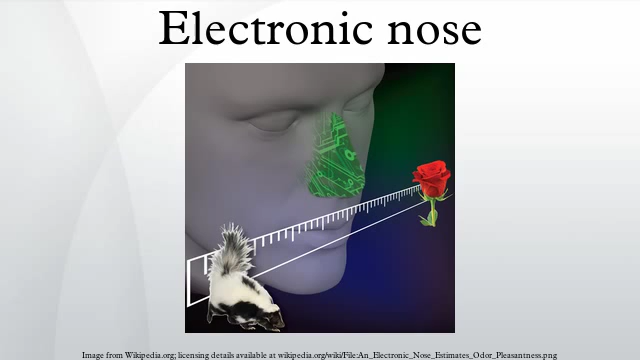 Electronic nose
Image from Wikipedia.org; licensing details available at wikipedia.org/wiki/File:An_Electronic_Nose_Estimates_Odor_Pleasantness.png